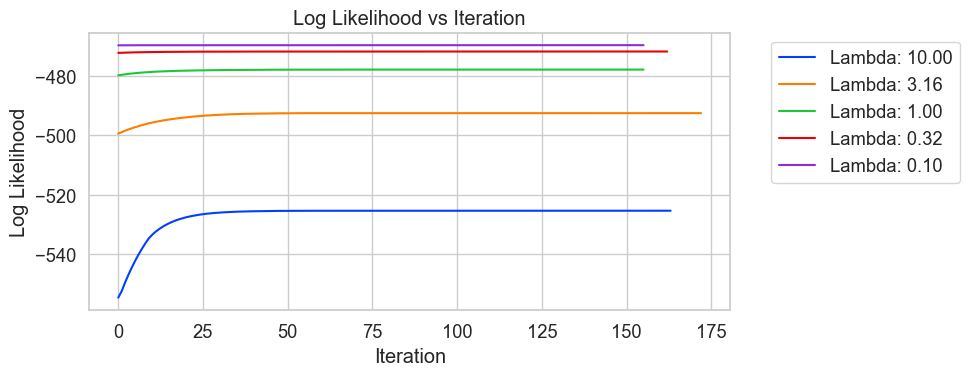 Log Likelihood vs Iteration
Log Likelihood
−480
−500
−520
−540
0 25 50 75 100 125 150 175
Iteration
Lambda: 10.00
Lambda: 3.16
Lambda: 1.00
Lambda: 0.32
Lambda: 0.10